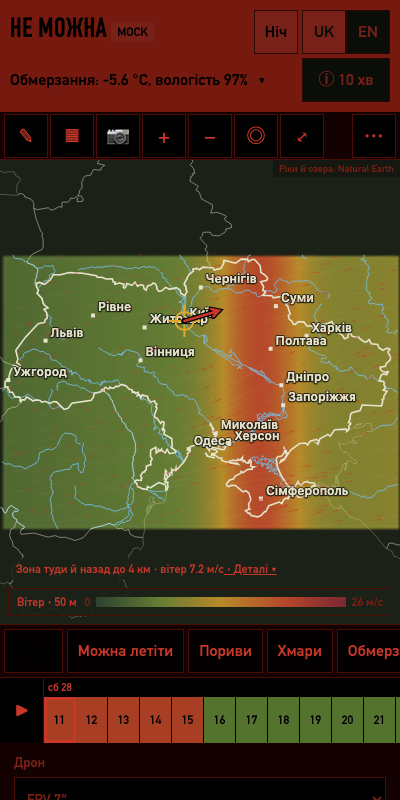 НЕ МОЖНА МОСК
Ніч UK EN
Обмерзання: -5.6 °C, вологість 97% ▾
ⓘ 10 хв
Ріки й озера: Natural Earth
Чернігів
Суми
Рівне
Київ
Житомир
Харків
Львів
Полтава
Вінниця
Ужгород
Дніпро
Запоріжжя
Миколаїв
Одеса Херсон
Сімферополь
Зона туди й назад до 4 км · вітер 7.2 м/с · Деталі ▾
Вітер · 50 м 0 26 м/с
Можна летіти Пориви Хмари Обмерз
сб 28
11 12 13 14 15 16 17 18 19 20 21
Дрон
FPV 7"